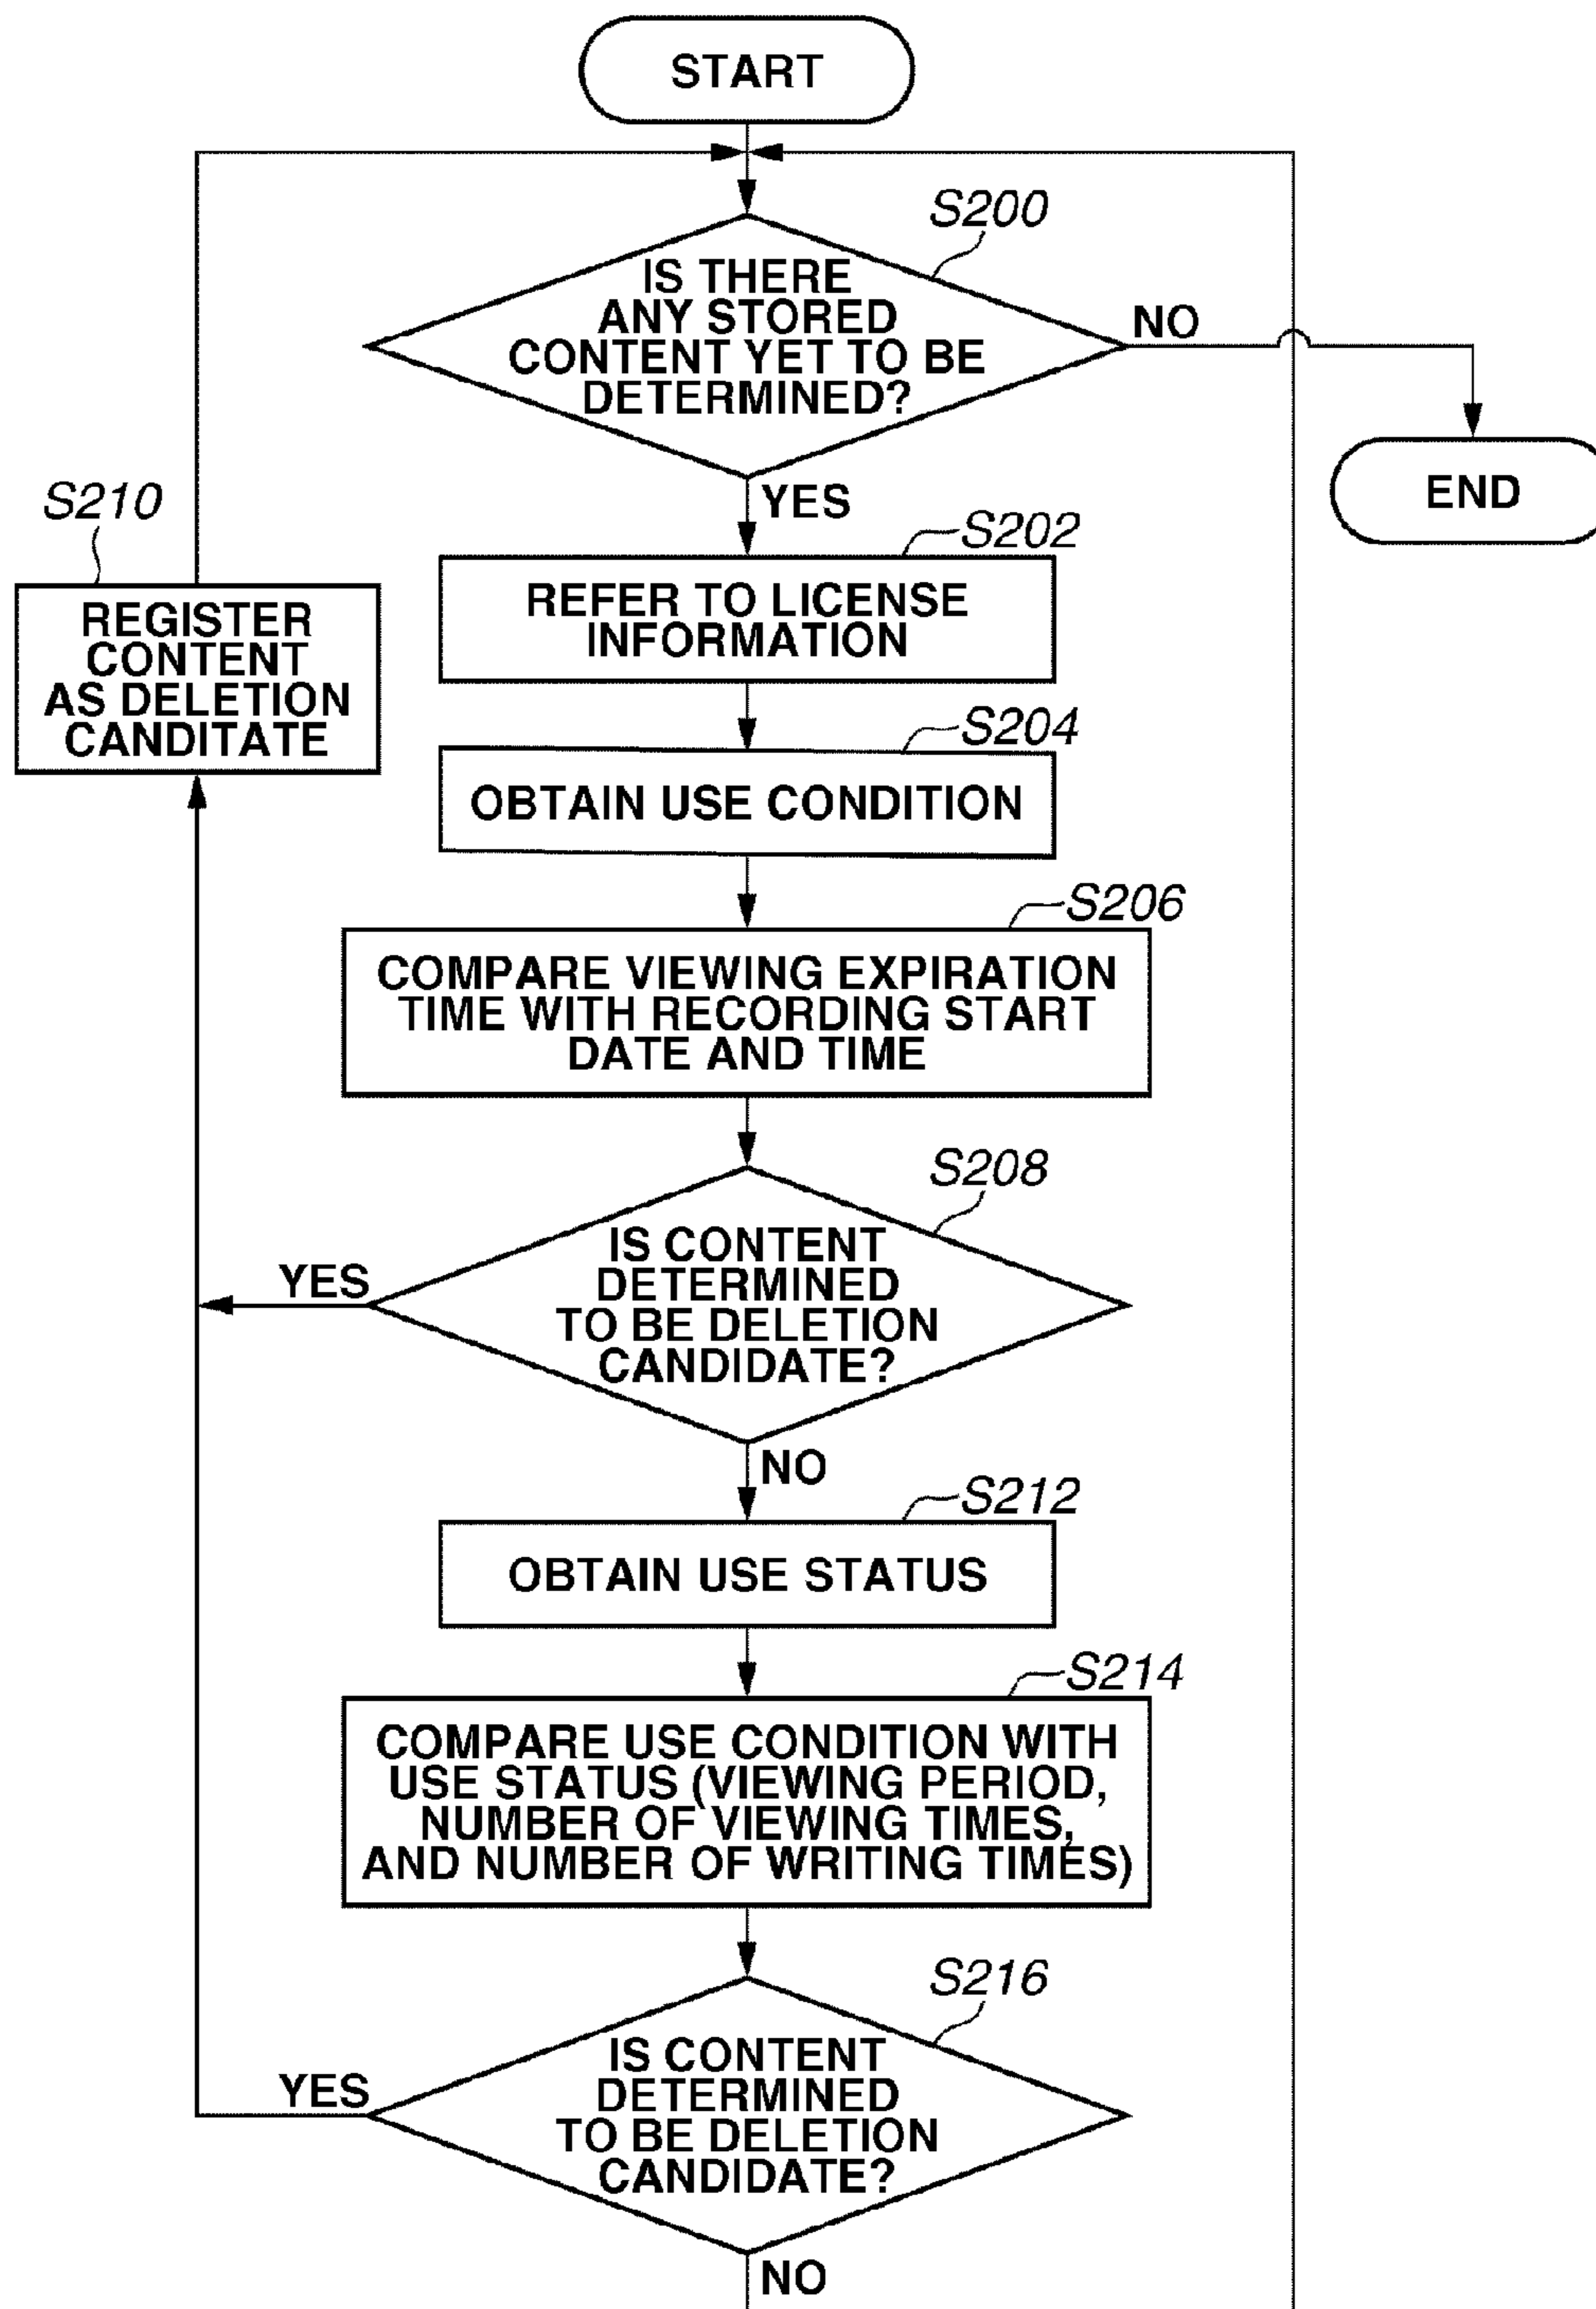 START
S200
IS THERE
ANY STORED
CONTENT YET TO BE
DETERMINED?
NO
END
YES
S210
REGISTER
CONTENT
AS DELETION
CANDITATE
S202
REFER TO LICENSE
INFORMATION
S204
OBTAIN USE CONDITION
S206
COMPARE VIEWING EXPIRATION
TIME WITH RECORDING START
DATE AND TIME
S208
IS CONTENT
DETERMINED
TO BE DELETION
CANDIDATE?
YES
NO
S212
OBTAIN USE STATUS
S214
COMPARE USE CONDITION WITH
USE STATUS (VIEWING PERIOD,
NUMBER OF VIEWING TIMES,
AND NUMBER OF WRITING TIMES)
S216
IS CONTENT
DETERMINED
TO BE DELETION
CANDIDATE?
YES
NO